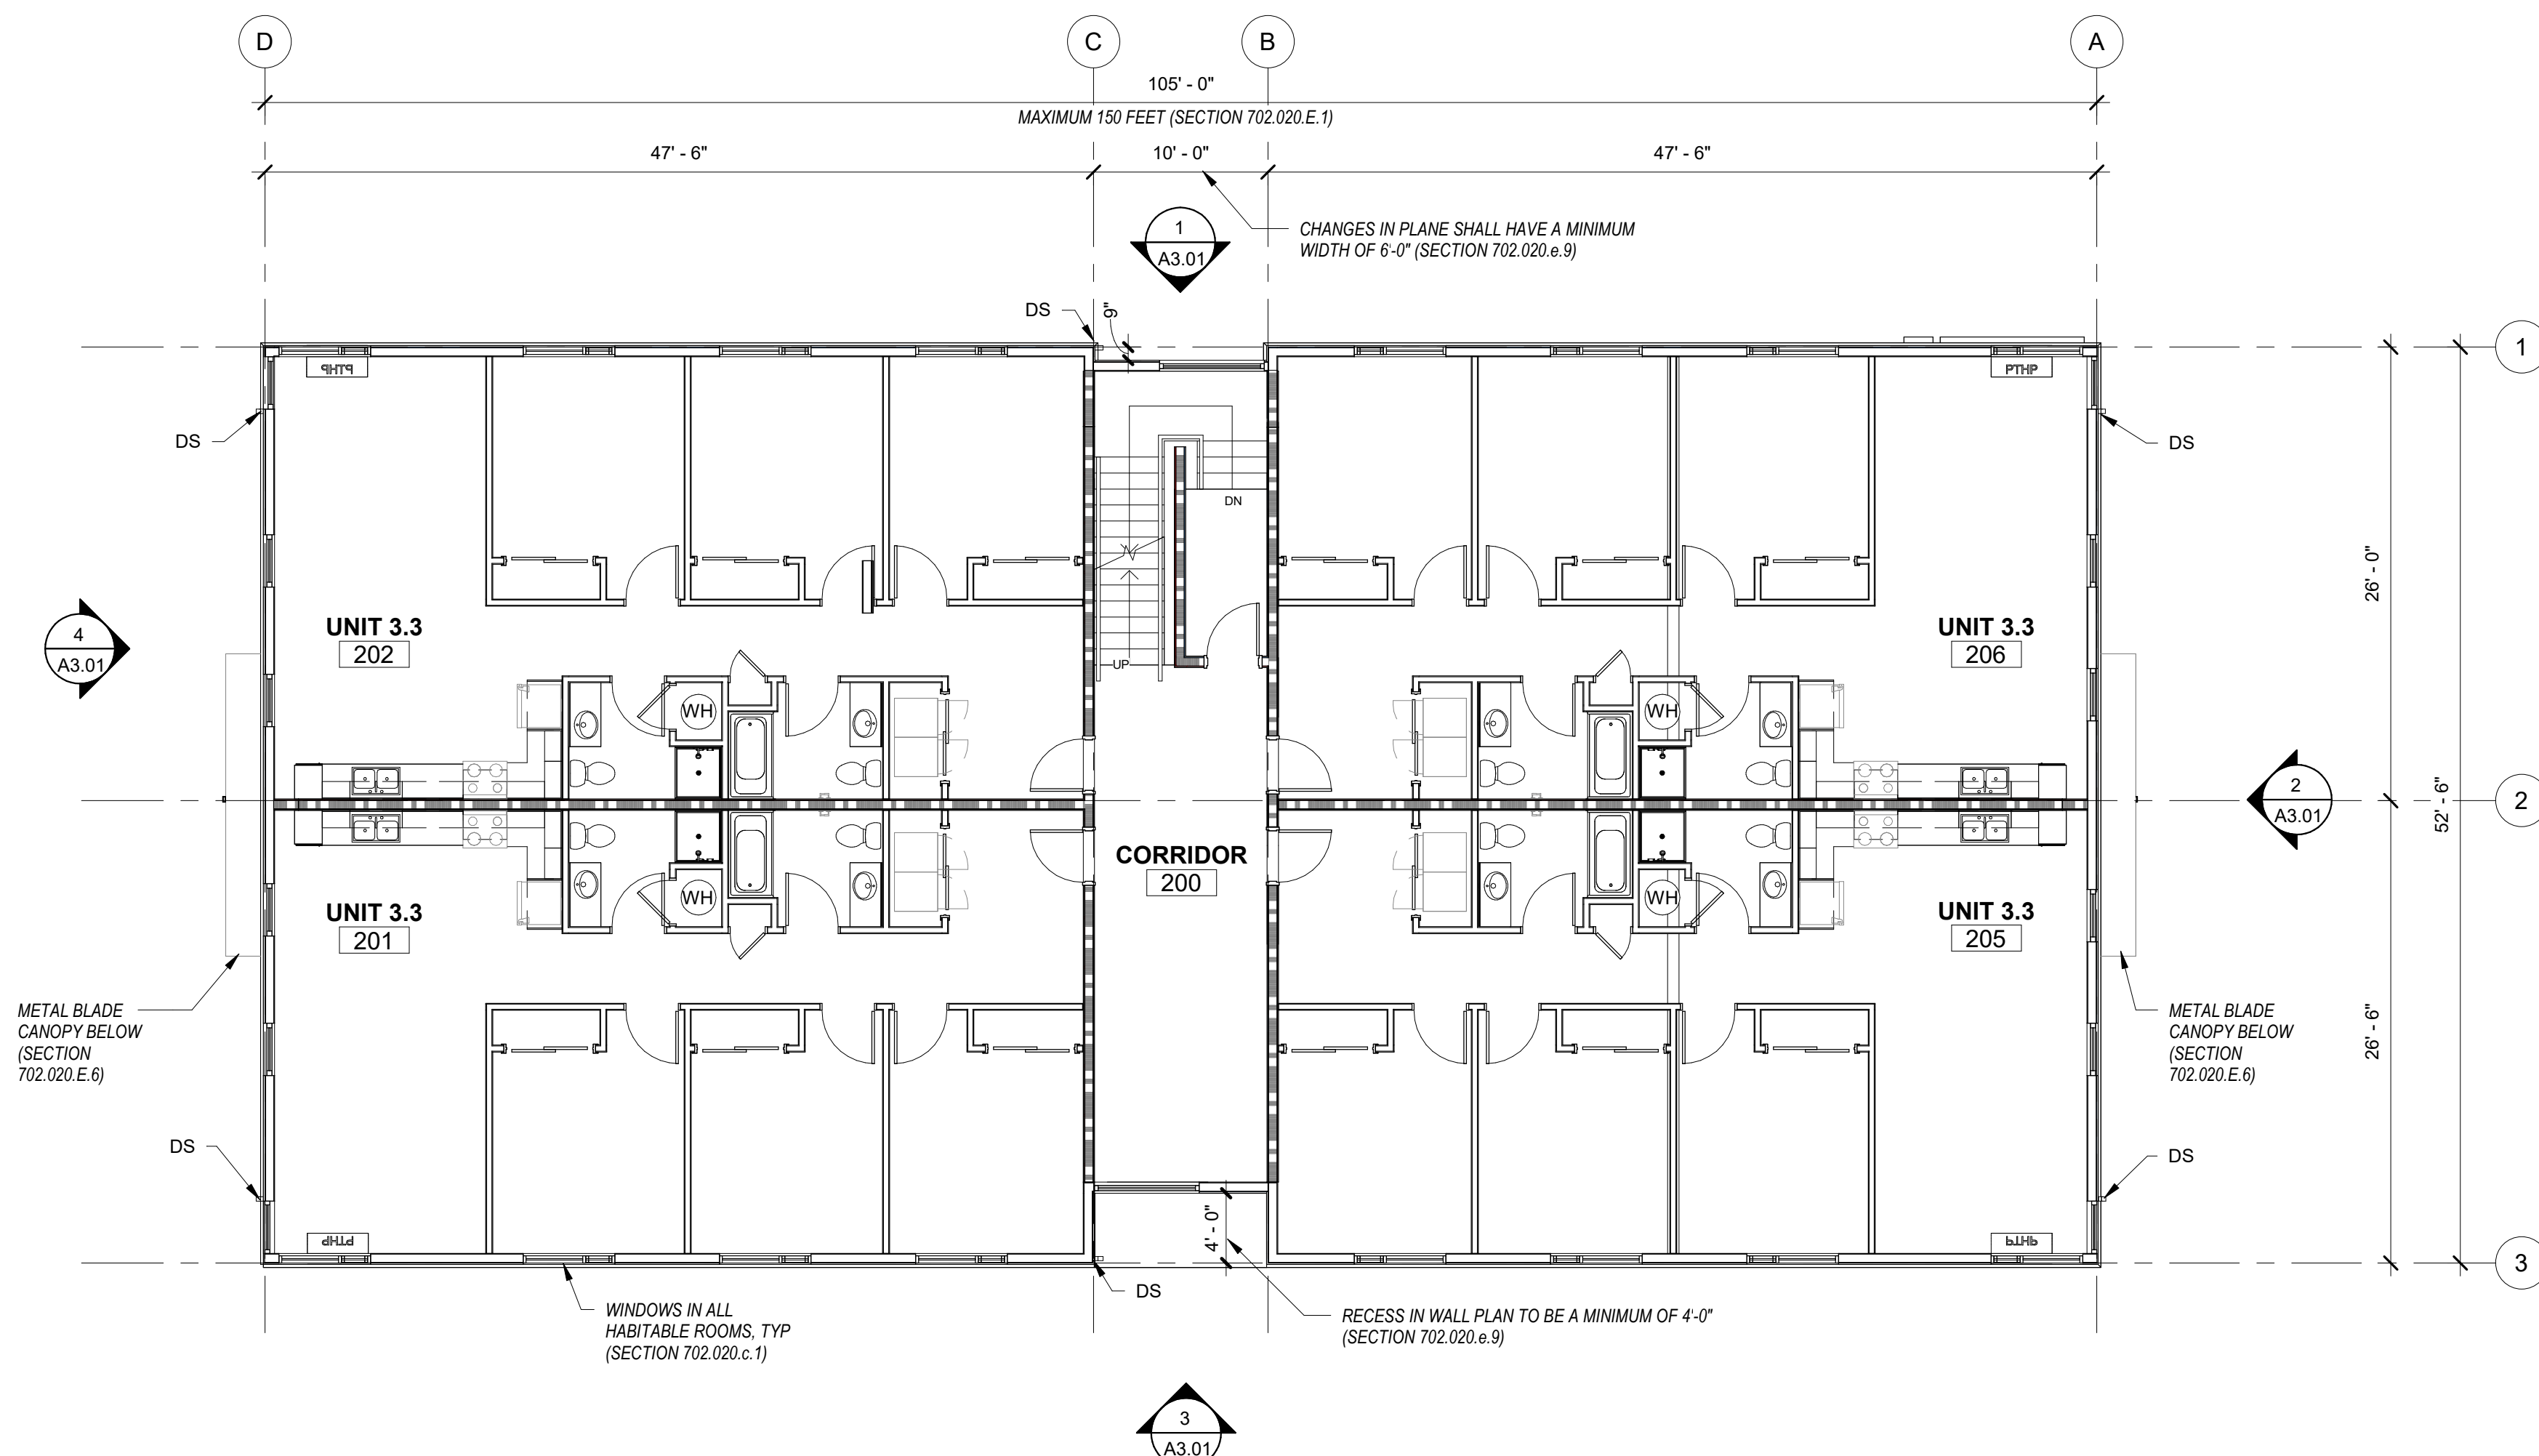 D
C
B
A
105' - 0"
MAXIMUM 150 FEET (SECTION 702.020.E.1)
47' - 6"
10' - 0"
47' - 6"
1
A3.01
CHANGES IN PLANE SHALL HAVE A MINIMUM
WIDTH OF 6'-0" (SECTION 702.020.e.9)
DS
9"
1
PTHP
PTHP
DS
DS
DN
26' - 0"
UNIT 3.3
202
UNIT 3.3
206
4
A3.01
UP
WH
WH
2
A3.01
2
52' - 6"
CORRIDOR
200
WH
WH
UNIT 3.3
201
UNIT 3.3
205
METAL BLADE
CANOPY BELOW
(SECTION
702.020.E.6)
METAL BLADE
CANOPY BELOW
(SECTION
702.020.E.6)
26' - 6"
DS
DS
4' - 0"
PTHP
PTHP
3
DS
WINDOWS IN ALL
HABITABLE ROOMS, TYP
(SECTION 702.020.c.1)
RECESS IN WALL PLAN TO BE A MINIMUM OF 4'-0"
(SECTION 702.020.e.9)
3
A3.01